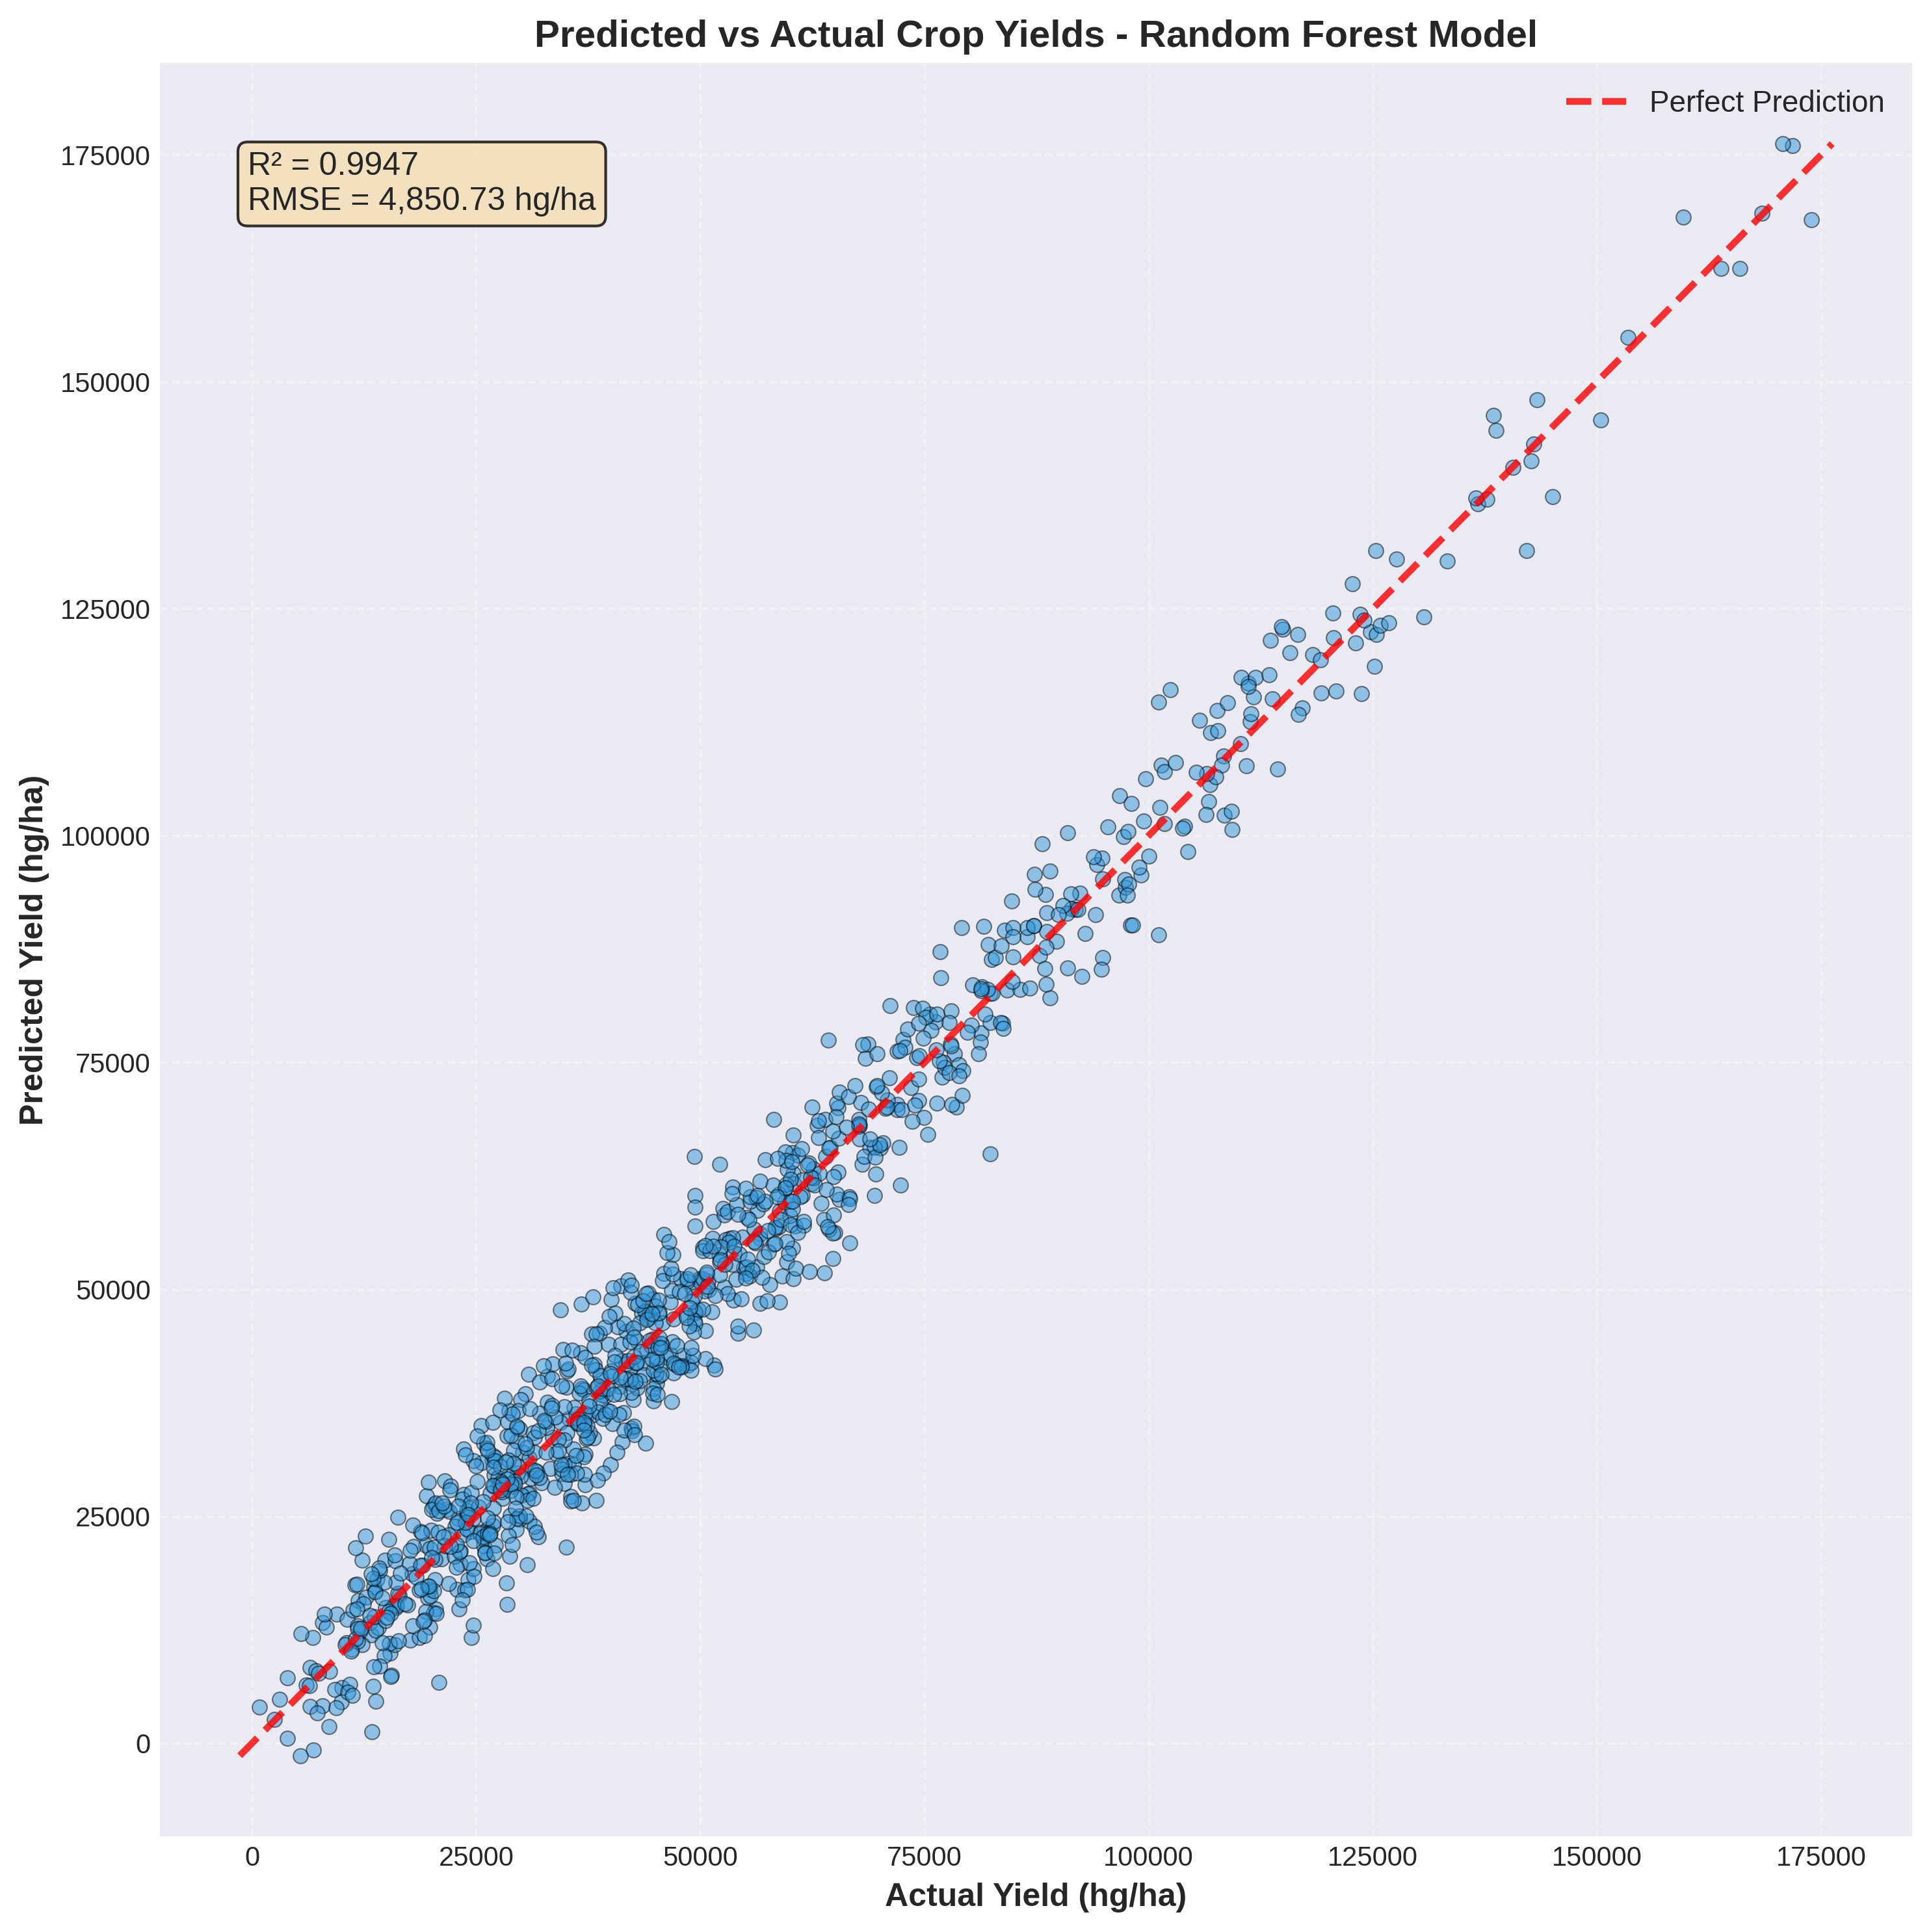 Predicted vs Actual Crop Yields - Random Forest Model
Perfect Prediction
R² = 0.9947
RMSE = 4,850.73 hg/ha
Predicted Yield (hg/ha)
175000
150000
125000
100000
75000
50000
25000
0
0 25000 50000 75000 100000 125000 150000 175000
Actual Yield (hg/ha)